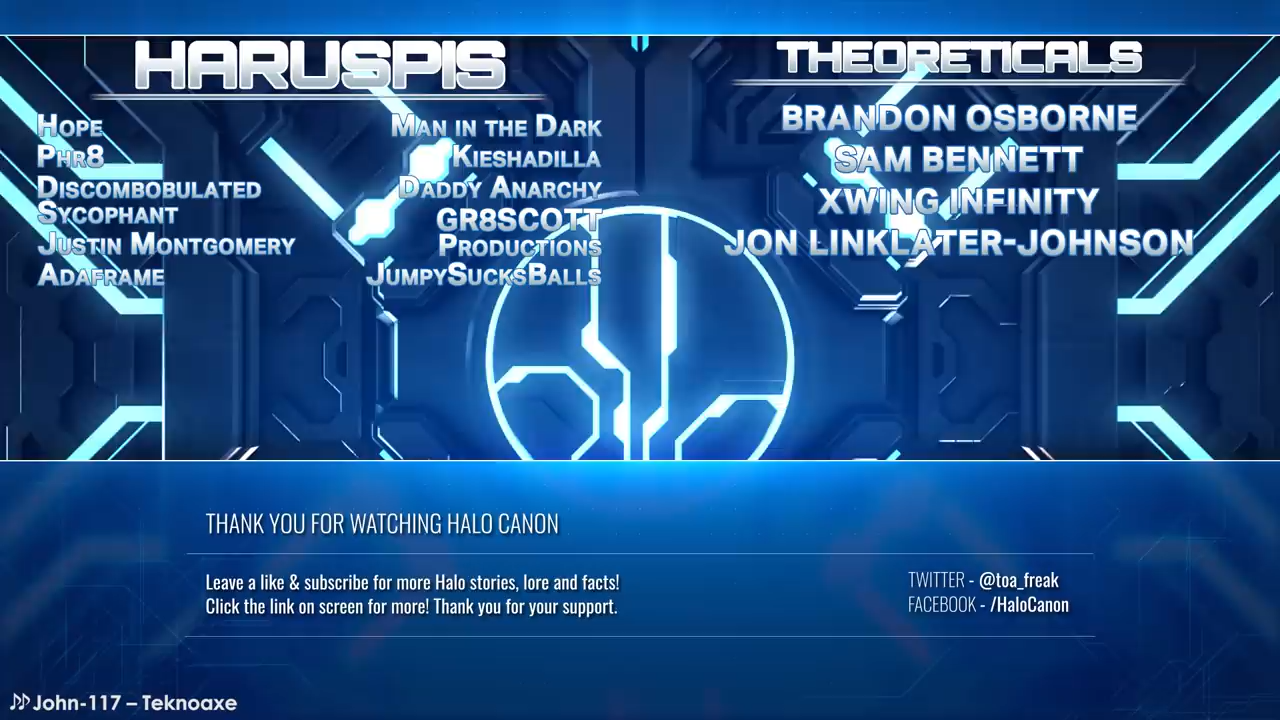 HARUSPIS
Hope
Phr8
Discombobulated
Sycophant
Justin Montgomery
Adaframe
Man in the Dark
Kieshadilla
Daddy Anarchy
GR8SCOTT
Productions
JumpySucksBalls
THEORETICALS
BRANDON OSBORNE
SAM BENNETT
XWING INFINITY
JON LINKLATER-JOHNSON
THANK YOU FOR WATCHING HALO CANON
Leave a like & subscribe for more Halo stories, lore and facts!
Click the link on screen for more! Thank you for your support.
TWITTER - @toa_freak
FACEBOOK - /HaloCanon
John-117 – Teknoaxe